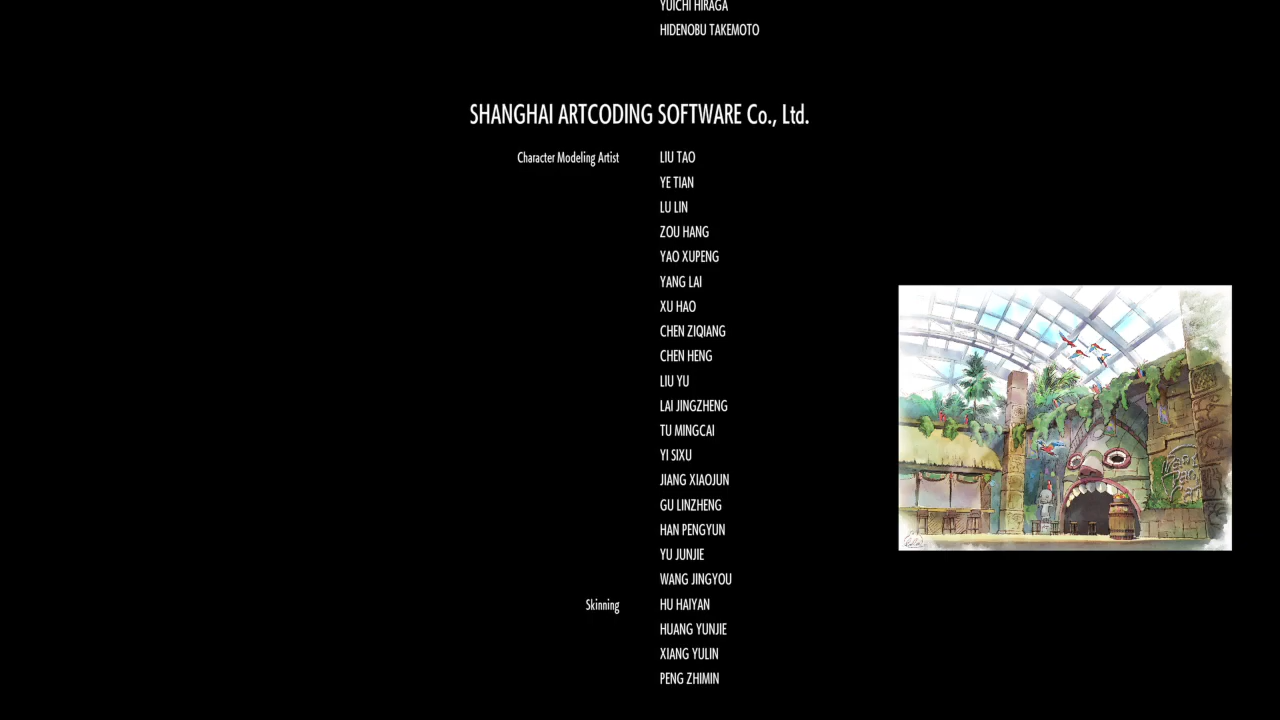 YUICHI HIRAGA
HIDENOBU TAKEMOTO
SHANGHAI ARTCODING SOFTWARE Co., Ltd.
Character Modeling Artist LIU TAO
YE TIAN
LU LIN
ZOU HANG
YAO XUPENG
YANG LAI
XU HAO
CHEN ZIQIANG
CHEN HENG
LIU YU
LAI JINGZHENG
TU MINGCAI
YI SIXU
JIANG XIAOJUN
GU LINZHENG
HAN PENGYUN
YU JUNJIE
WANG JINGYOU
Skinning HU HAIYAN
HUANG YUNJIE
XIANG YULIN
PENG ZHIMIN